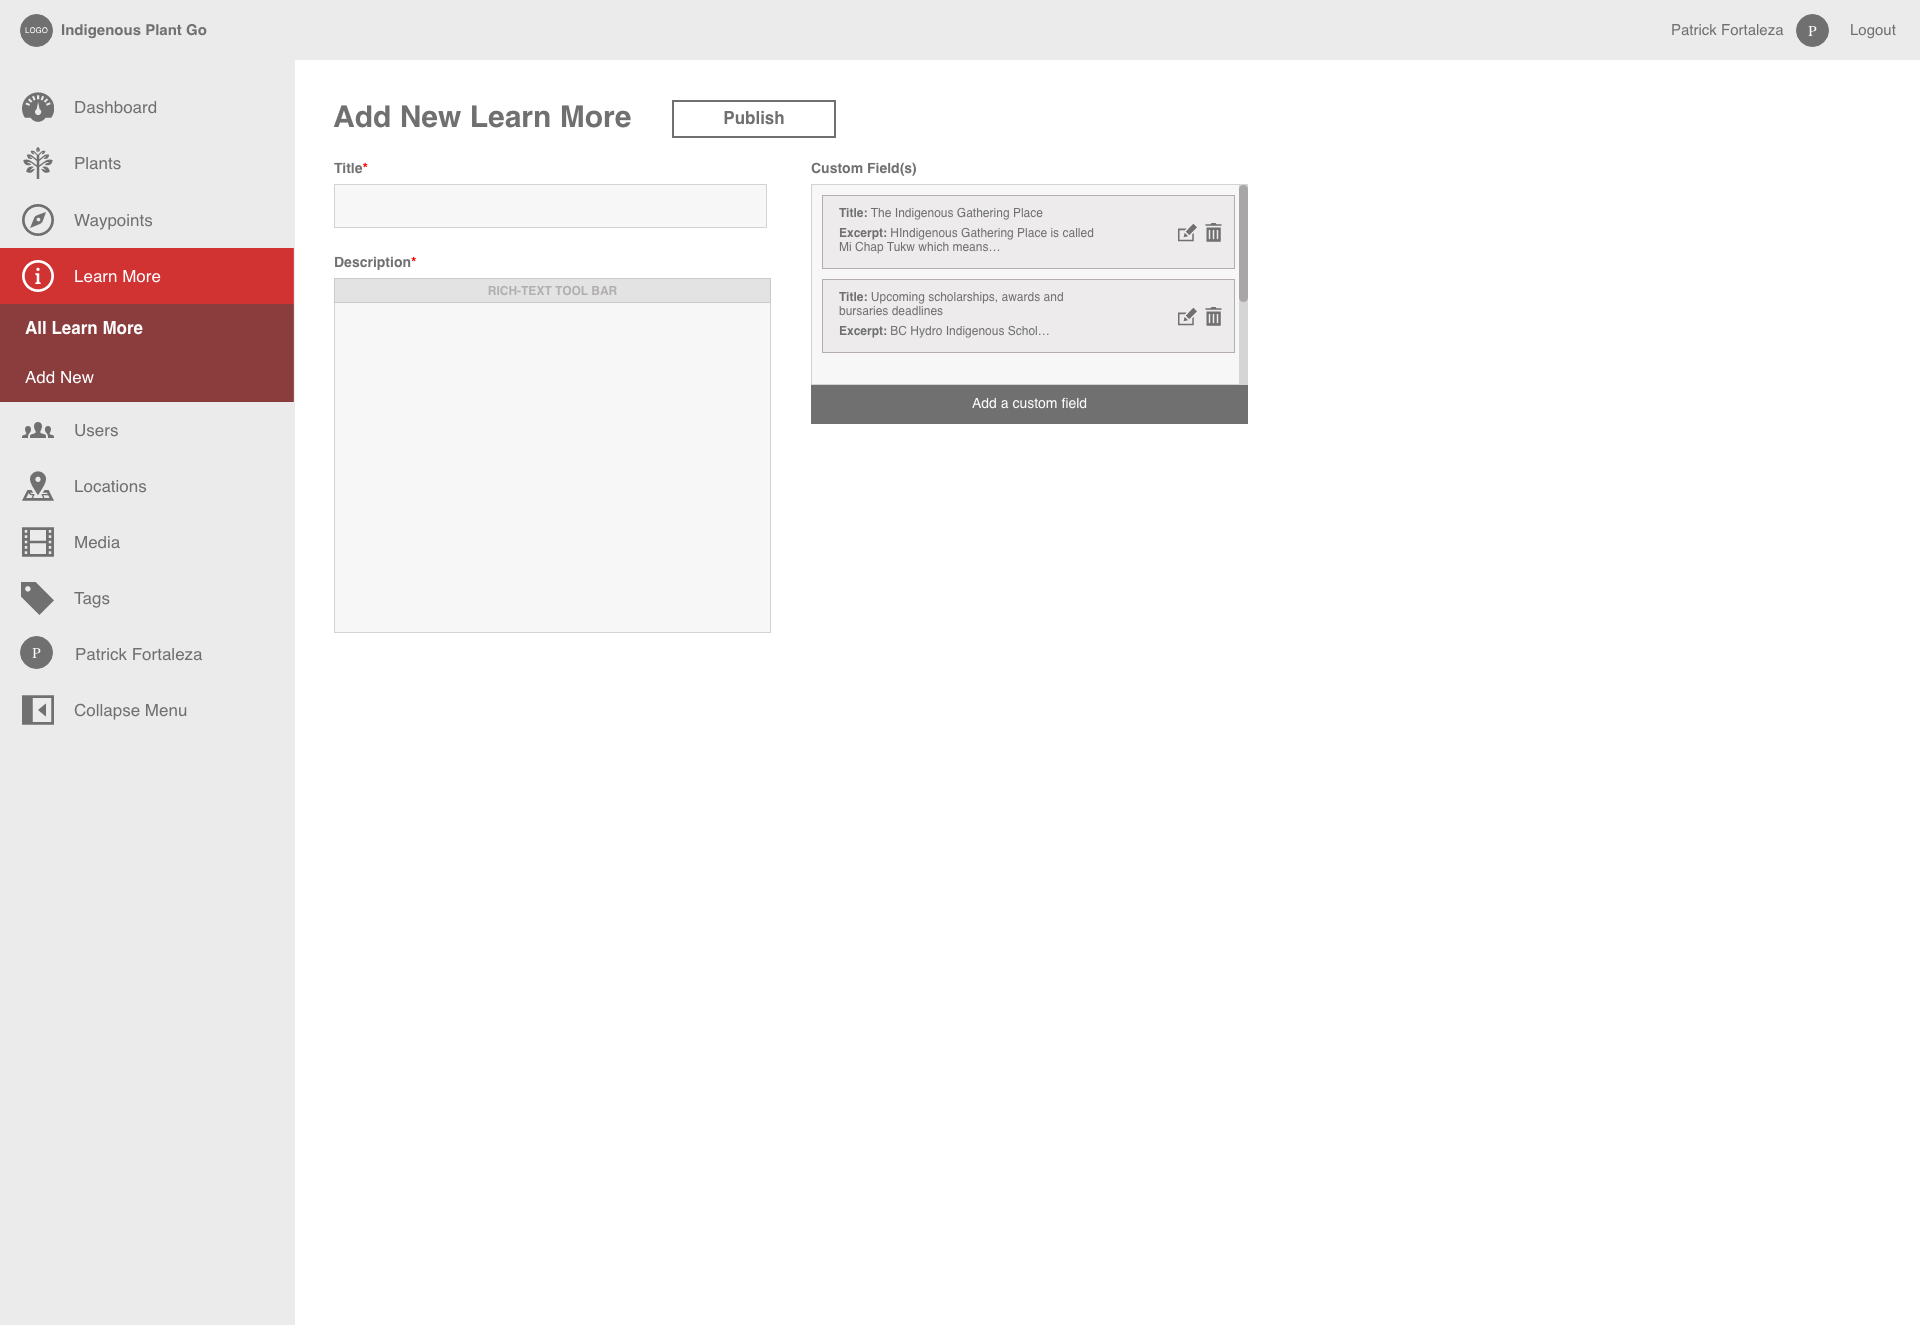 LOGO Indigenous Plant Go
Patrick Fortaleza P Logout
Dashboard
Plants
Waypoints
Learn More
All Learn More
Add New
Users
Locations
Media
Tags
P Patrick Fortaleza
Collapse Menu
Add New Learn More
Publish
Title*
Description*
RICH-TEXT TOOL BAR
Custom Field(s)
Title: The Indigenous Gathering Place
Excerpt: HIndigenous Gathering Place is called
Mi Chap Tukw which means...
Title: Upcoming scholarships, awards and
bursaries deadlines
Excerpt: BC Hydro Indigenous Schol...
Add a custom field